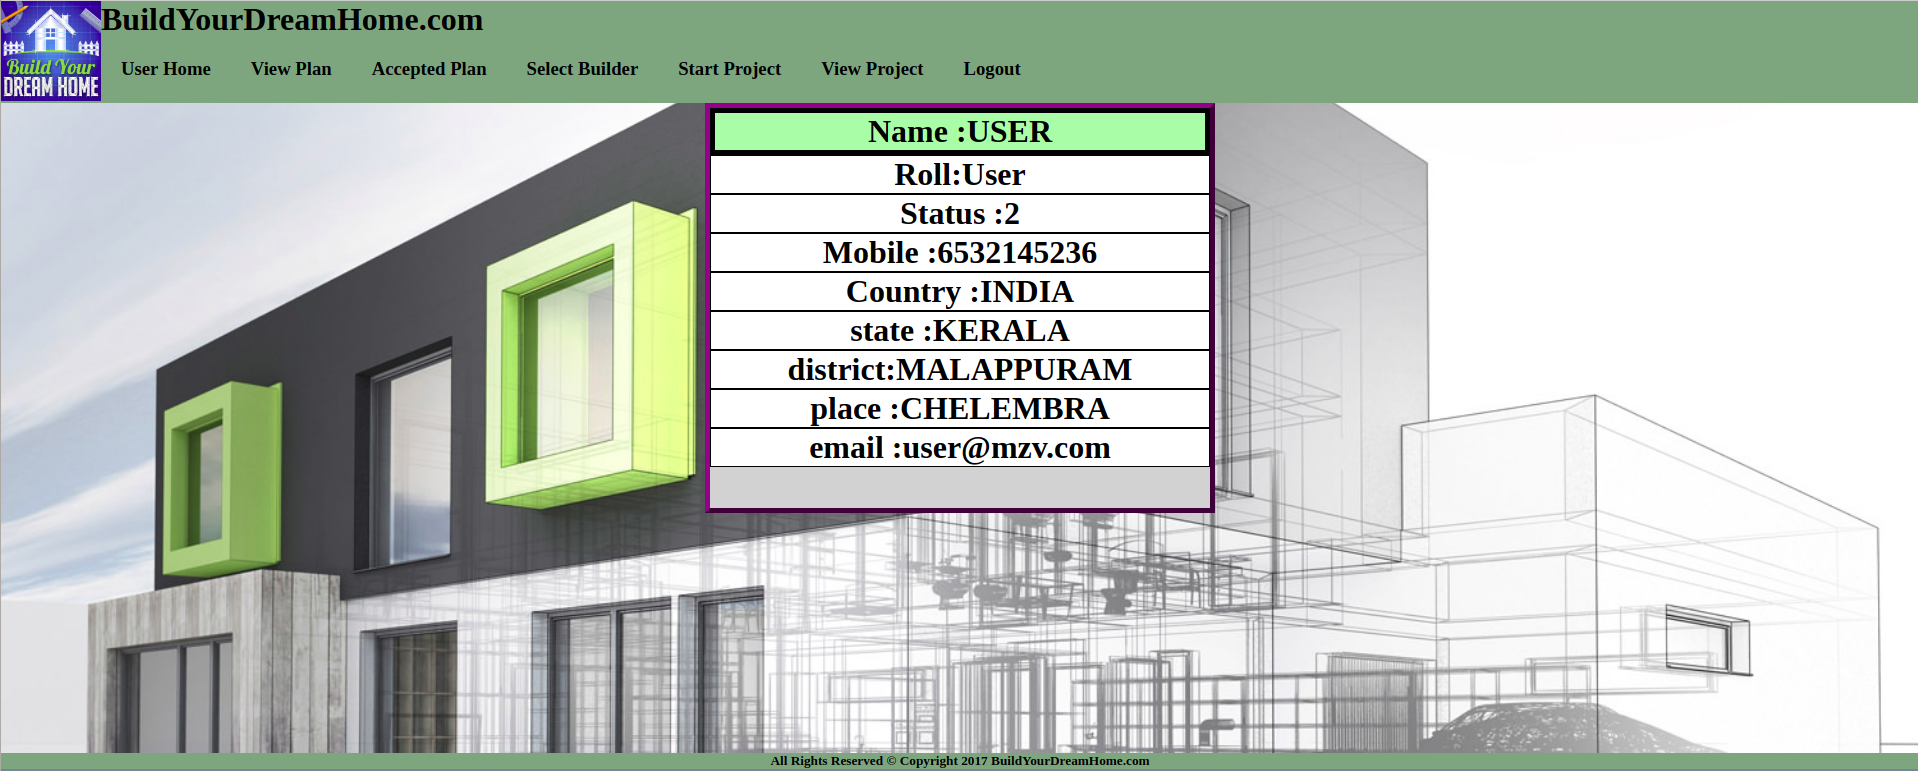 BuildYourDreamHome.com
Build Your
DREAM HOME
User Home View Plan Accepted Plan Select Builder Start Project View Project Logout
Name :USER
Roll:User
Status :2
Mobile :6532145236
Country :INDIA
state :KERALA
district:MALAPPURAM
place :CHELEMBRA
email :user@mzv.com
All Rights Reserved © Copyright 2017 BuildYourDreamHome.com